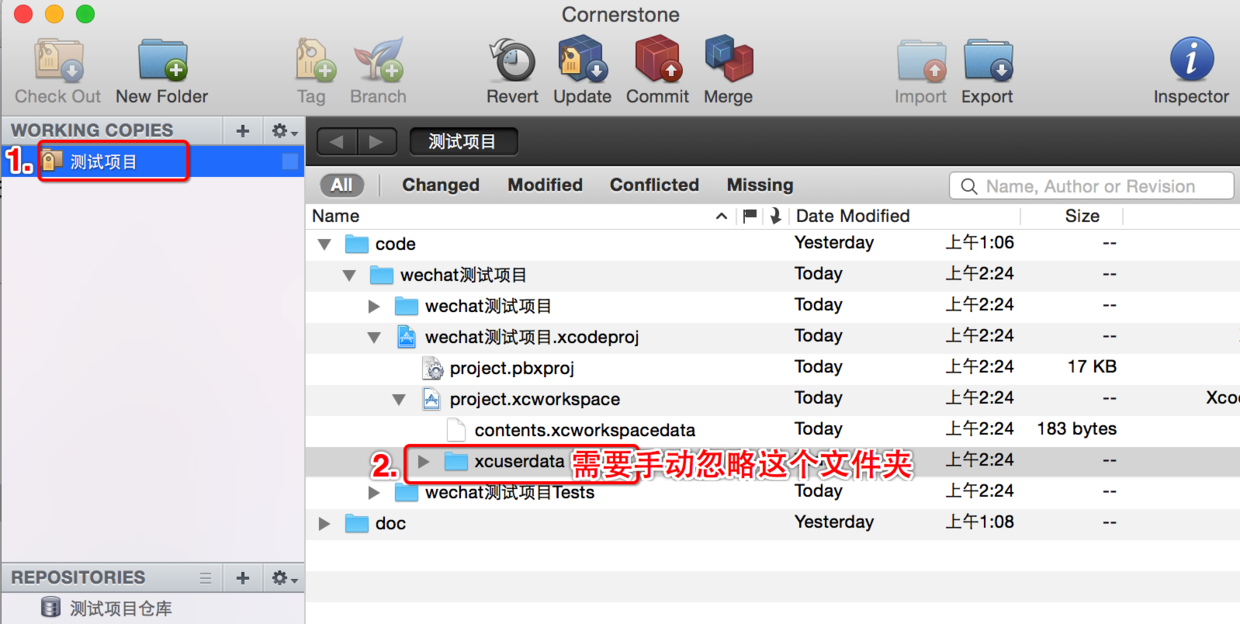 Cornerstone
Check Out New Folder Tag Branch Revert Update Commit Merge Import Export Inspector
WORKING COPIES
1. 测试项目
测试项目
All Changed Modified Conflicted Missing Name, Author or Revision
Name Date Modified Size
code Yesterday 上午1:06 --
wechat测试项目 Today 上午2:24 --
wechat测试项目 Today 上午2:24 --
wechat测试项目.xcodeproj Today 上午2:24 --
project.pbxproj Today 上午2:24 17 KB
project.xcworkspace Today 上午2:24 -- Xco
contents.xcworkspacedata Today 上午2:24 183 bytes
2. xcuserdata 需要手动忽略这个文件夹 上午2:24 --
wechat测试项目Tests Today 上午2:24 --
doc Yesterday 上午1:08 --
REPOSITORIES
测试项目仓库